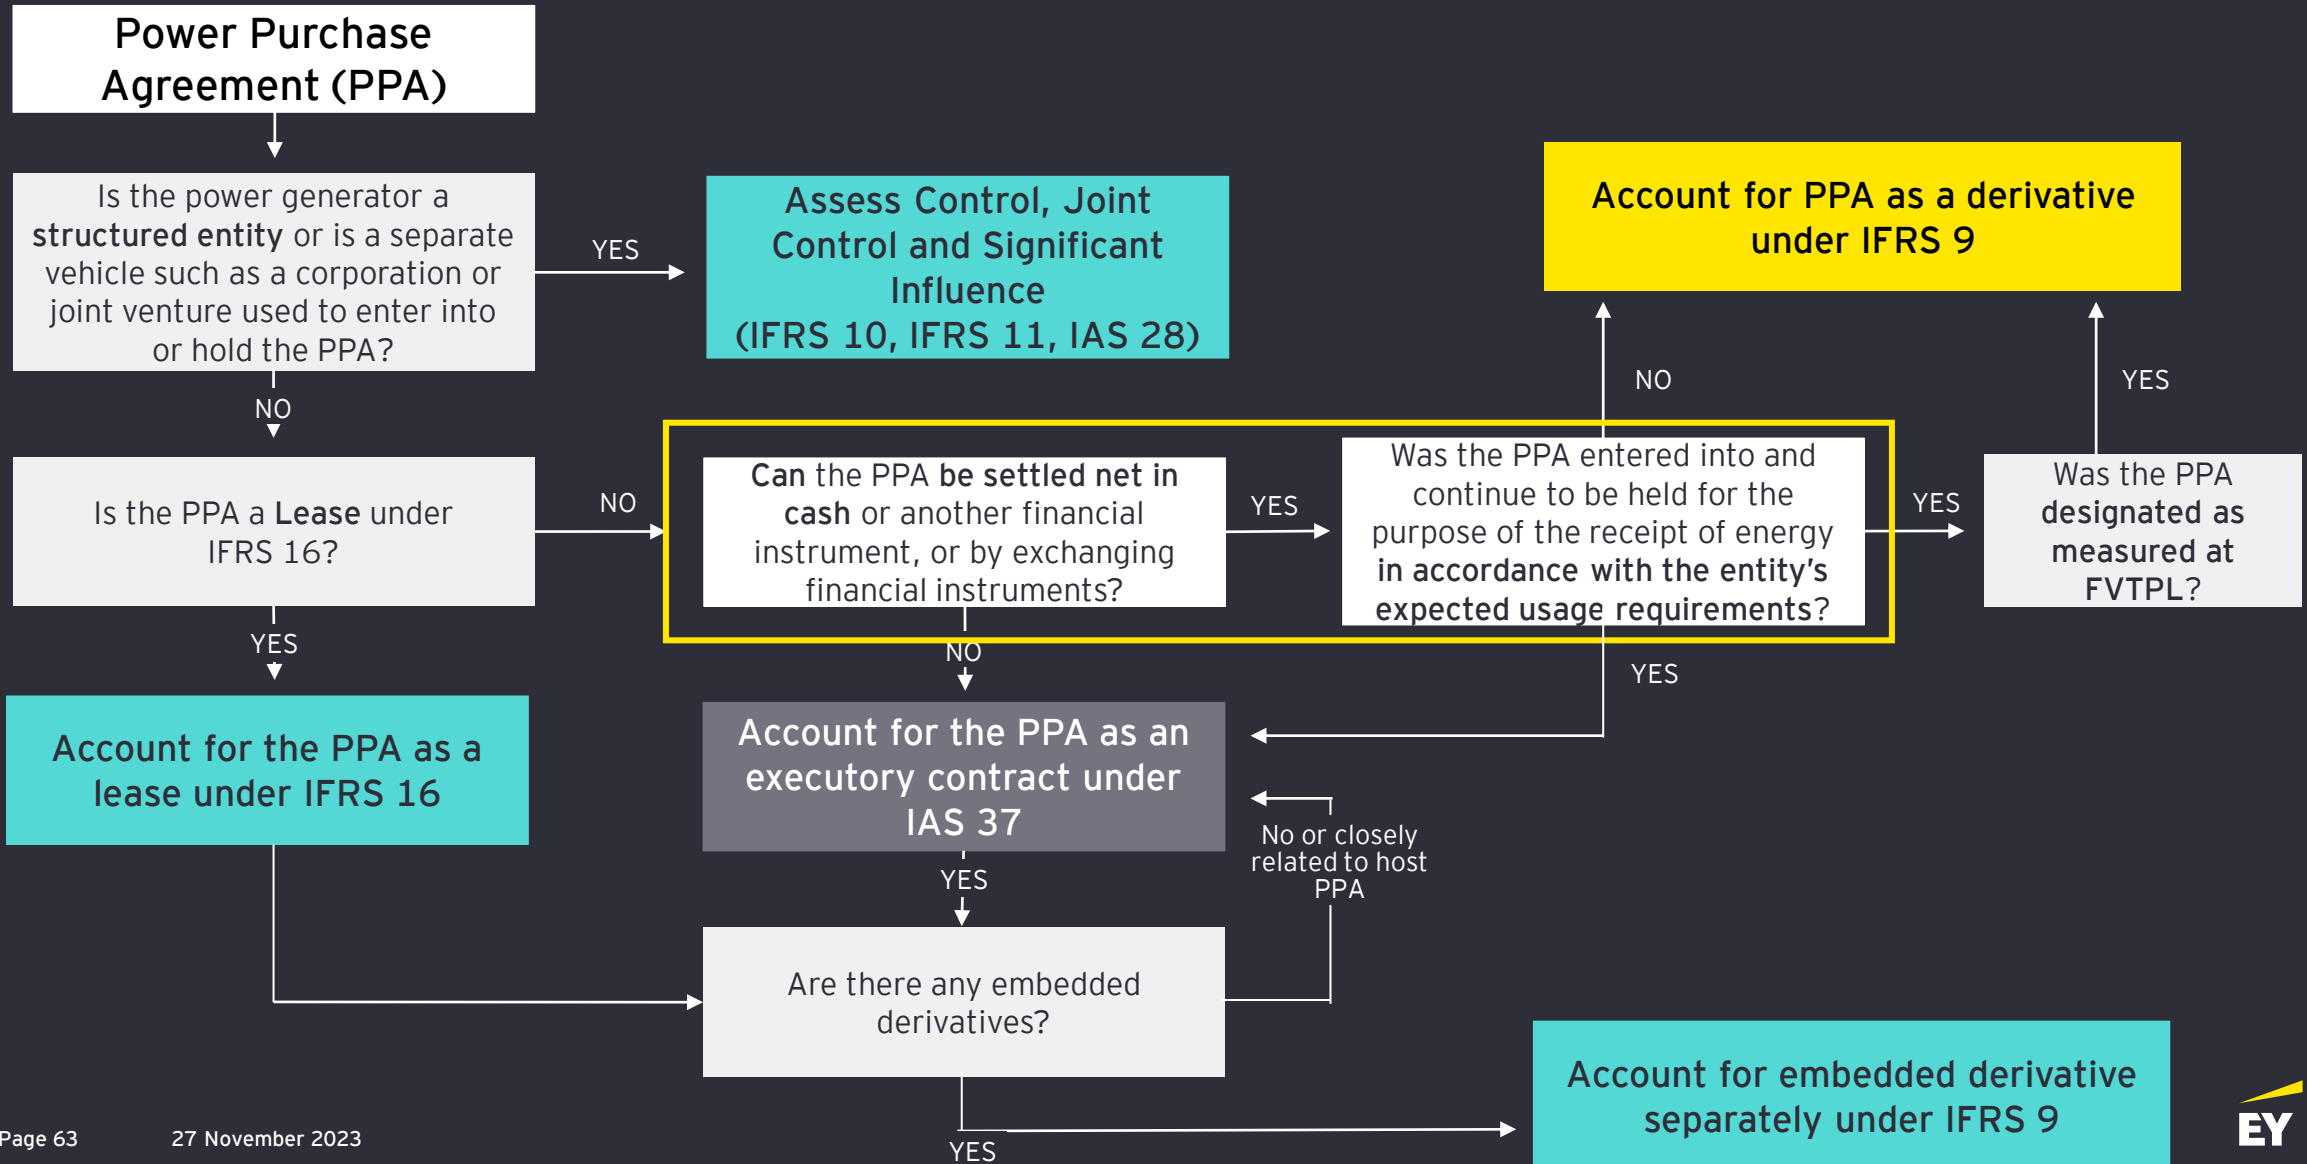 Power Purchase
Agreement (PPA)
Is the power generator a
structured entity or is a separate
vehicle such as a corporation or
joint venture used to enter into
or hold the PPA?
YES
Assess Control, Joint
Control and Significant
Influence
(IFRS 10, IFRS 11, IAS 28)
Account for PPA as a derivative
under IFRS 9
NO
YES
NO
Is the PPA a Lease under
IFRS 16?
NO
Can the PPA be settled net in
cash or another financial
instrument, or by exchanging
financial instruments?
YES
Was the PPA entered into and
continue to be held for the
purpose of the receipt of energy
in accordance with the entity’s
expected usage requirements?
YES
Was the PPA
designated as
measured at
FVTPL?
YES
NO
YES
Account for the PPA as a
lease under IFRS 16
Account for the PPA as an
executory contract under
IAS 37
No or closely
related to host
PPA
YES
Are there any embedded
derivatives?
YES
Account for embedded derivative
separately under IFRS 9
Page 63
27 November 2023
EY